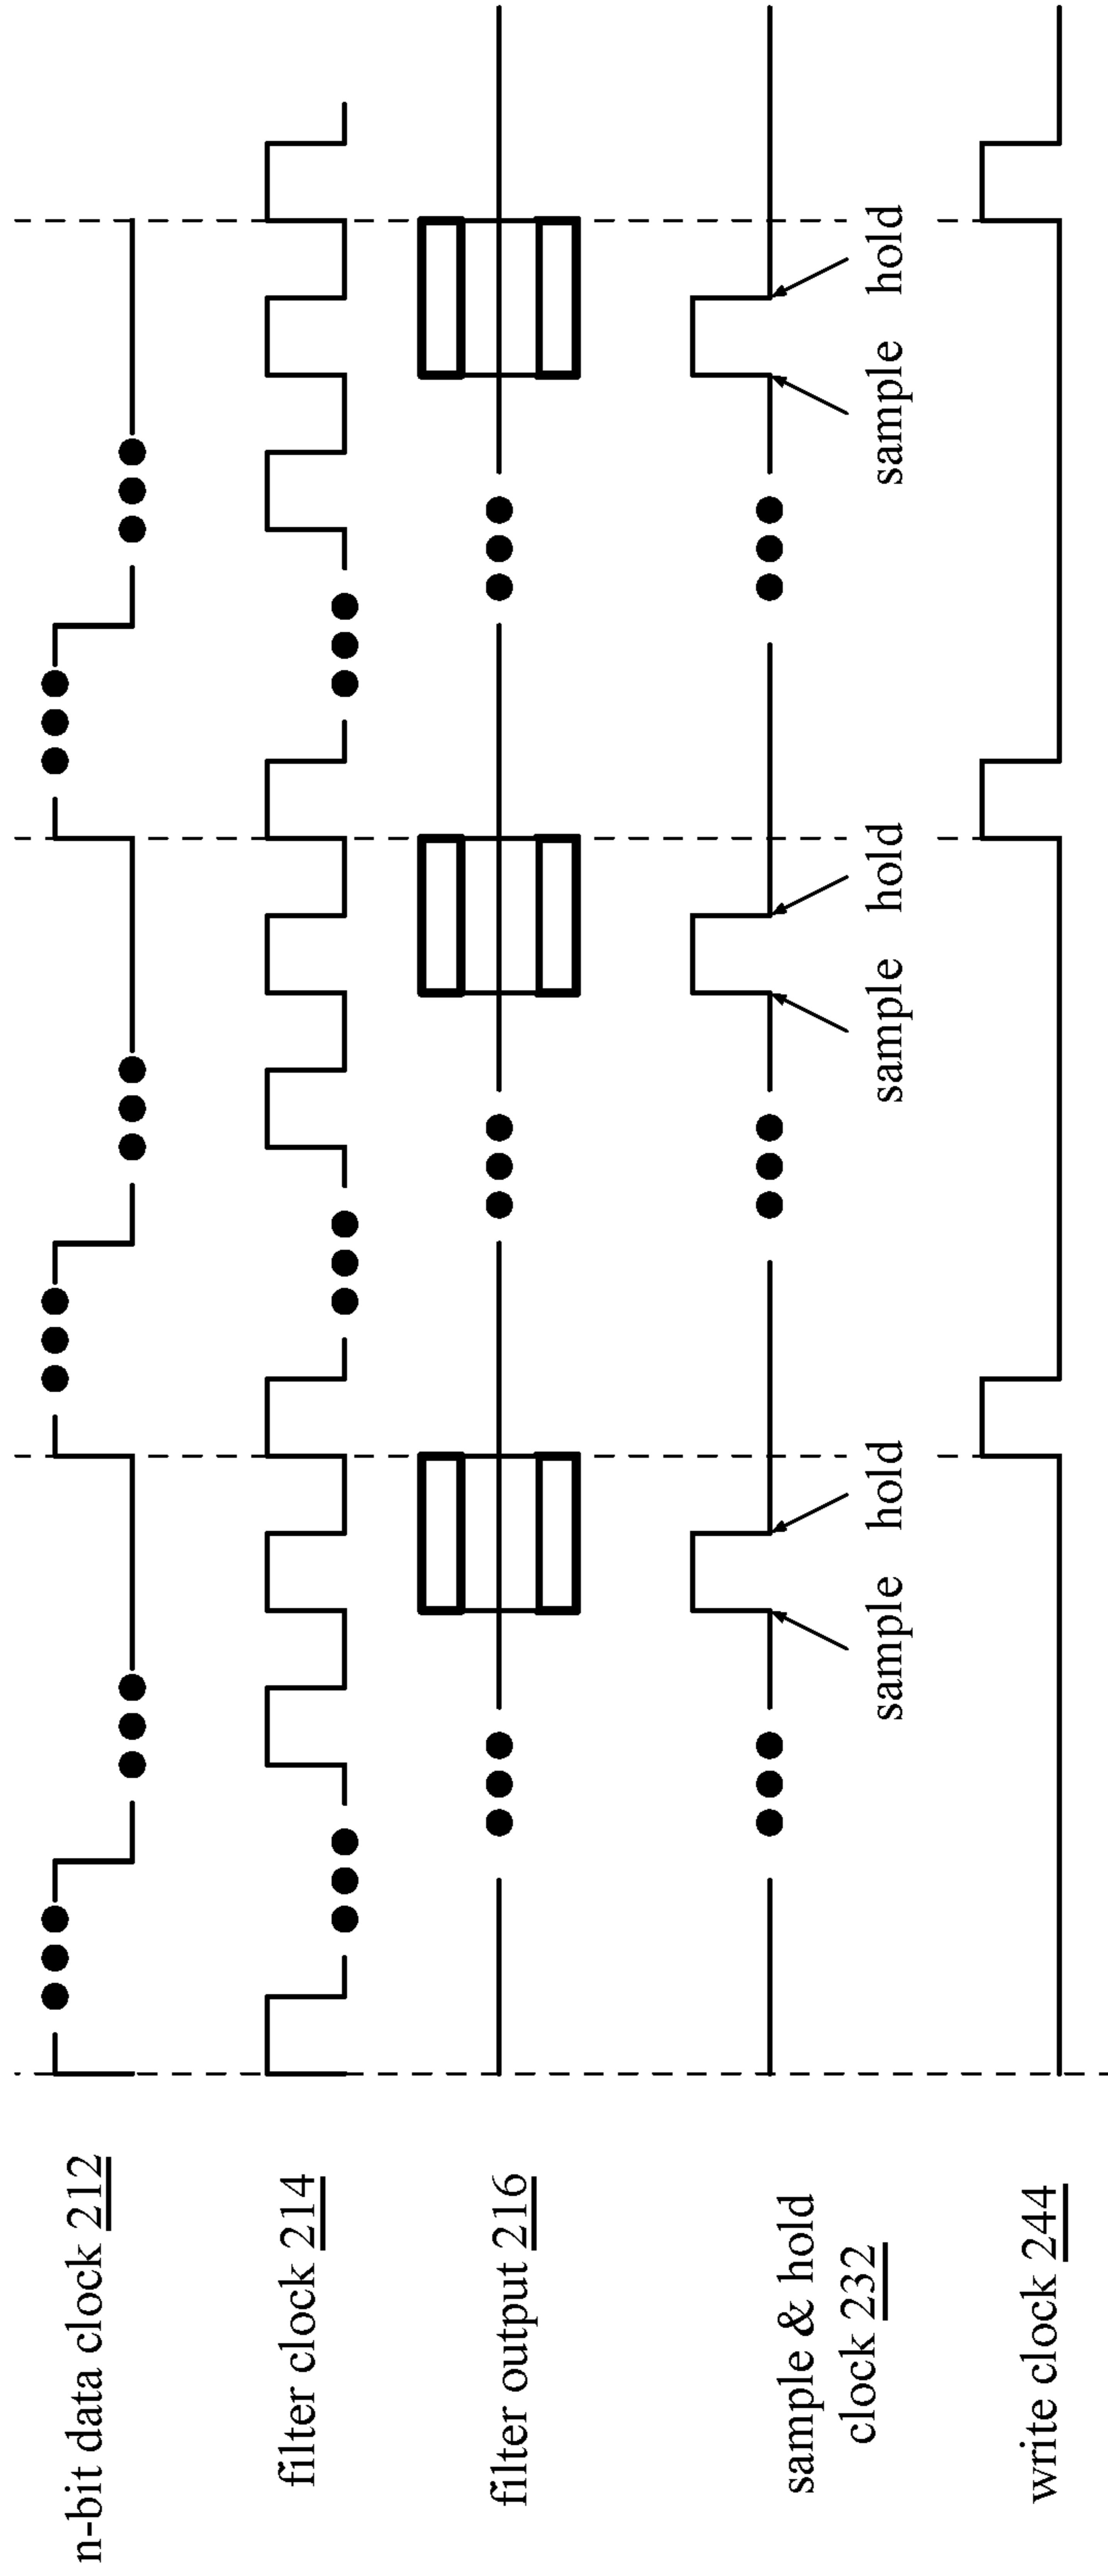 n-bit data clock 212
filter clock 214
filter output 216
sample & hold
clock 232
sample hold
sample hold
sample hold
write clock 244